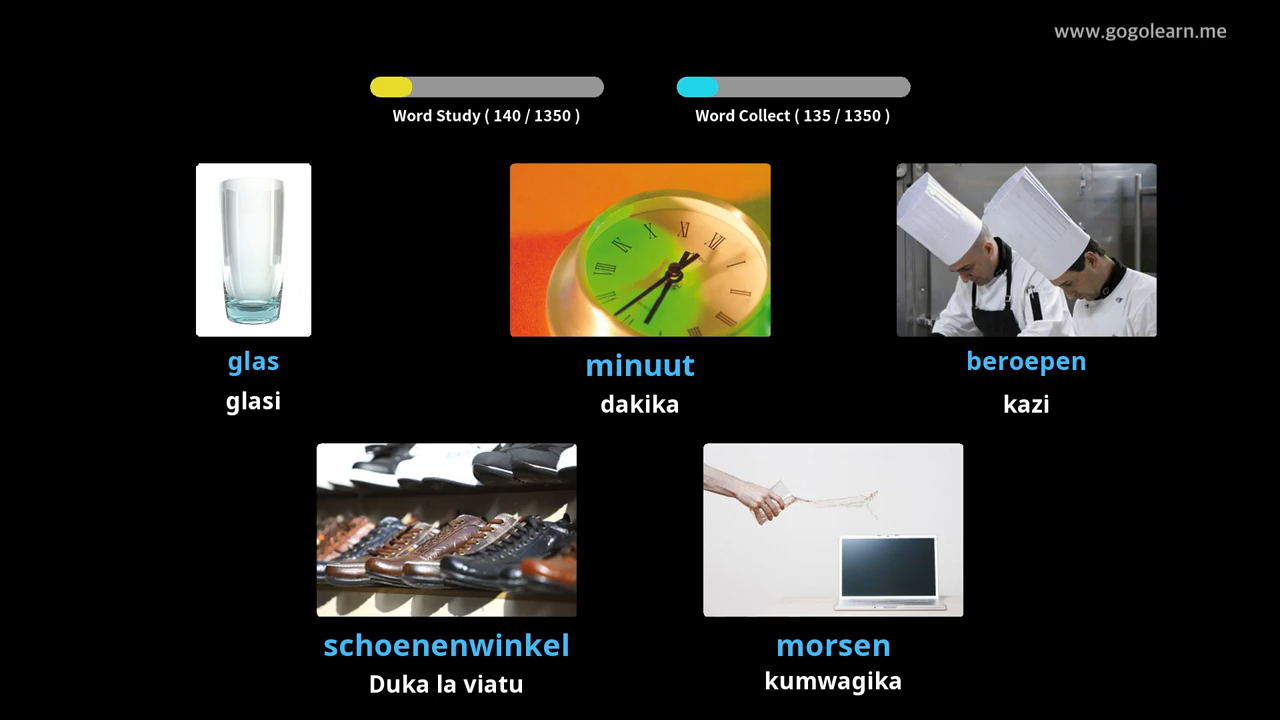 www.gogolearn.me
Word Study ( 140 / 1350 )
Word Collect ( 135 / 1350 )
glas
glasi
minuut
dakika
beroepen
kazi
schoenenwinkel
Duka la viatu
morsen
kumwagika